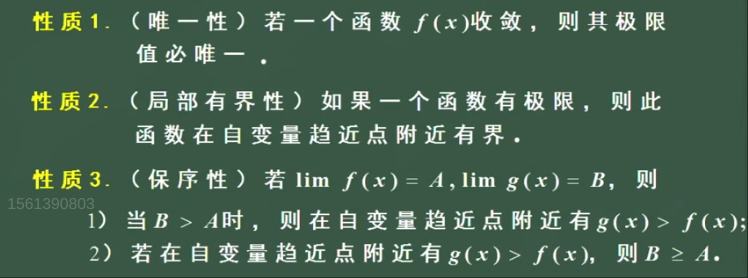 性质1.（唯一性）若一个函数 f(x)收敛，则其极限
值必唯一．
性质2.（局部有界性）如果一个函数有极限，则此
函数在自变量趋近点附近有界．
性质3.（保序性）若 lim f(x) = A, lim g(x) = B, 则
1561390803
1) 当 B > A时，则在自变量趋近点附近有g(x) > f(x);
2) 若在自变量趋近点附近有g(x) > f(x), 则 B ≥ A.